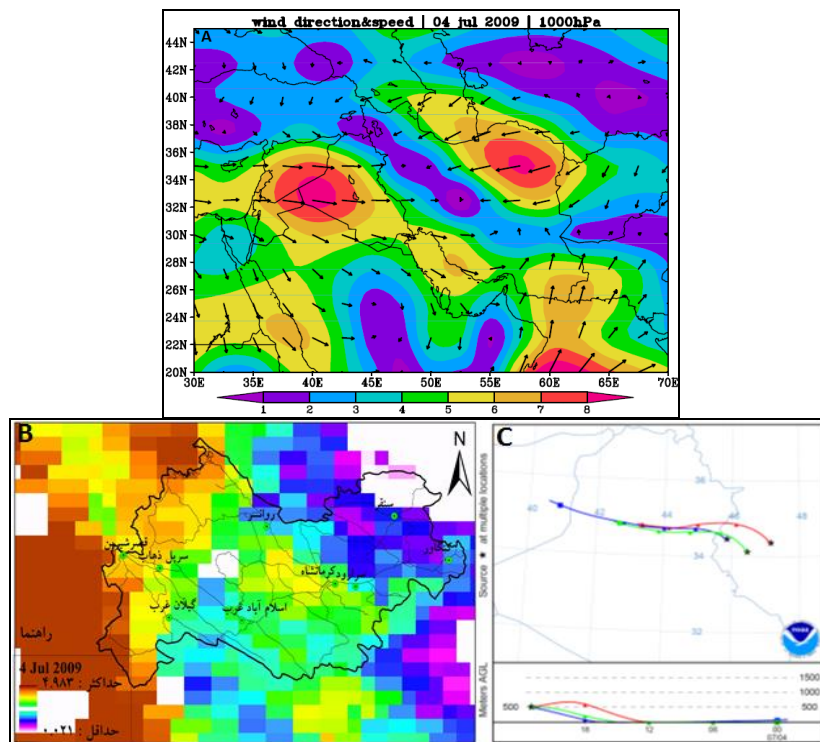 wind direction&speed | 04 jul 2009 | 1000hPa
A
44N
42N
40N
38N
36N
34N
32N
30N
28N
26N
24N
22N
20N
30E 35E 40E 45E 50E 55E 60E 65E 70E
1 2 3 4 5 6 7 8
B
N
سنقر
روانسر
کنگاور
قصرشیرین
سرپل ذهاب
کرمانشاه
گیلان غرب
اسلام آباد غرب
راهنما
4 Jul 2009
حداکثر : ۴.۹۸۳
حداقل : ۰.۰۲۱
C
Source ★ at multiple locations
36
40 42 44 46 48
34
32
Meters AGL
500
1500
1000
500
18 12 06 00
07/04